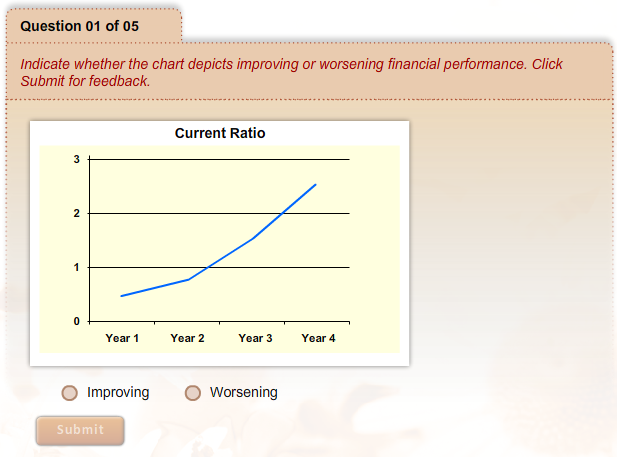 Question 01 of 05
Indicate whether the chart depicts improving or worsening financial performance. Click
Submit for feedback.
Current Ratio
3
2
1
0
Year 1 Year 2 Year 3 Year 4
Improving Worsening
Submit